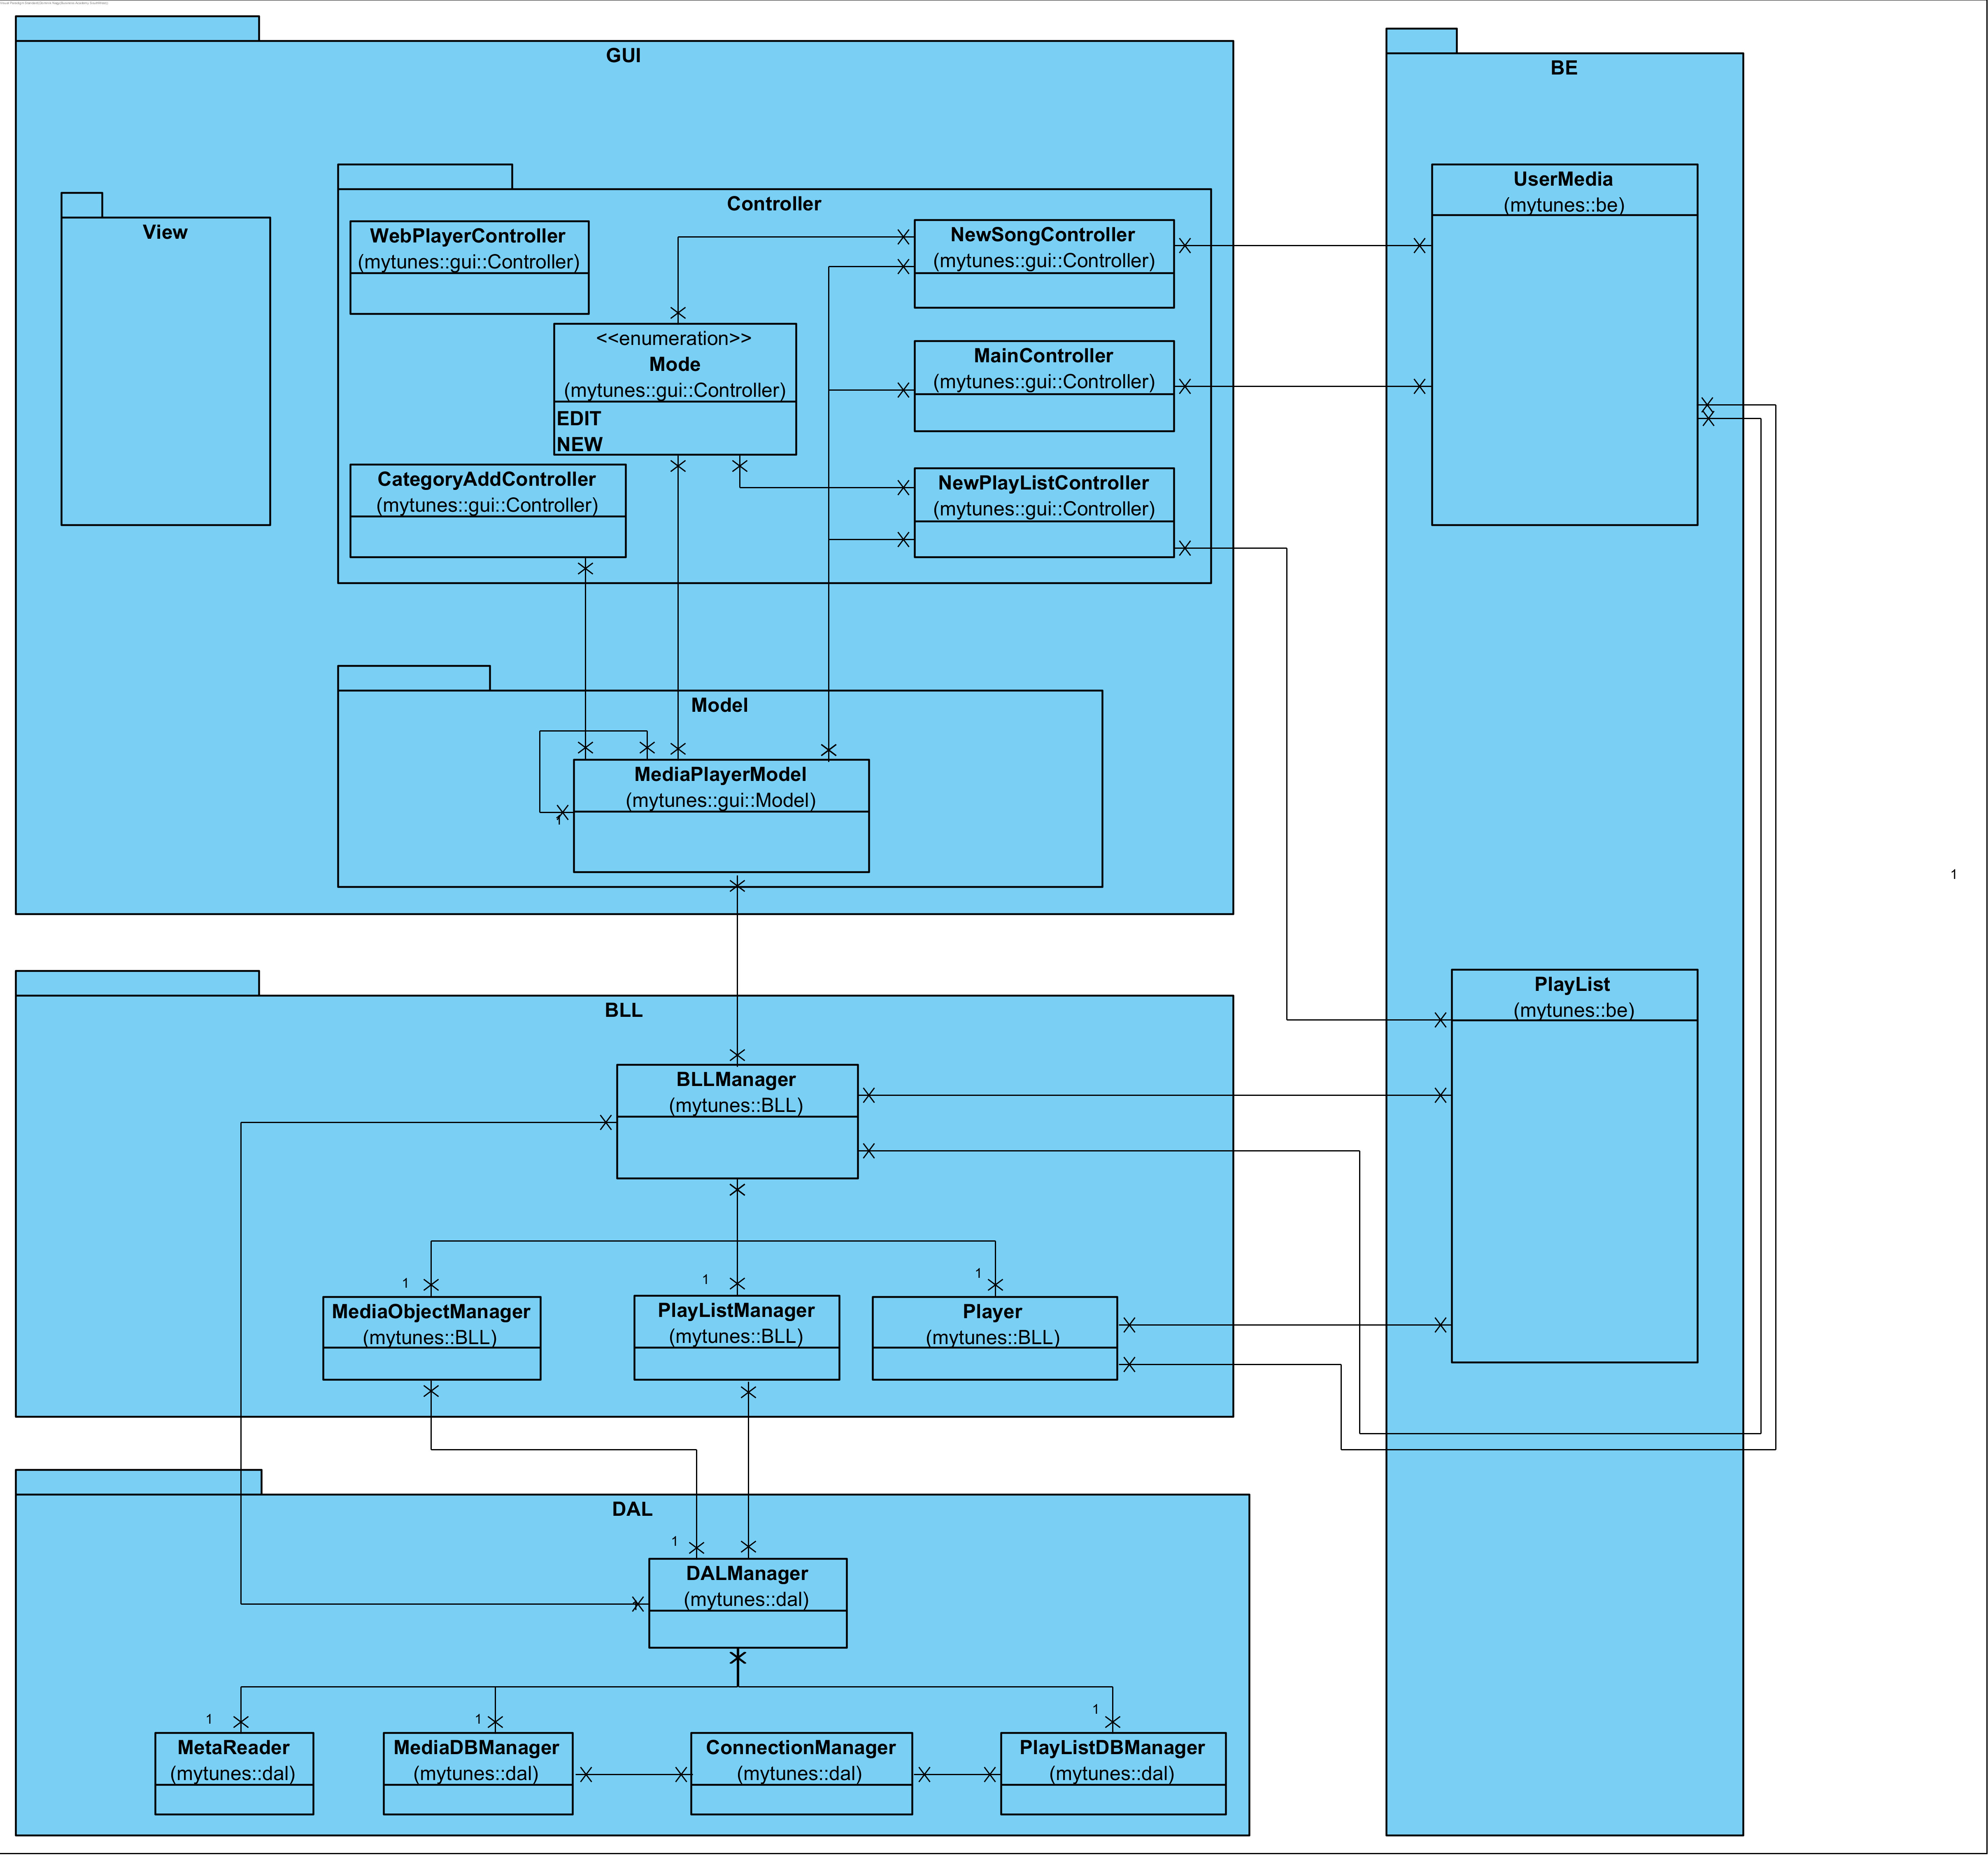 GUI
BE
View
Controller
WebPlayerController
(mytunes::gui::Controller)
NewSongController
(mytunes::gui::Controller)
UserMedia
(mytunes::be)
<<enumeration>>
Mode
(mytunes::gui::Controller)
EDIT
NEW
MainController
(mytunes::gui::Controller)
CategoryAddController
(mytunes::gui::Controller)
NewPlayListController
(mytunes::gui::Controller)
Model
MediaPlayerModel
(mytunes::gui::Model)
1
1
BLL
PlayList
(mytunes::be)
BLLManager
(mytunes::BLL)
1
1
1
MediaObjectManager
(mytunes::BLL)
PlayListManager
(mytunes::BLL)
Player
(mytunes::BLL)
DAL
1
DALManager
(mytunes::dal)
1
1
1
1
MetaReader
(mytunes::dal)
MediaDBManager
(mytunes::dal)
ConnectionManager
(mytunes::dal)
PlayListDBManager
(mytunes::dal)